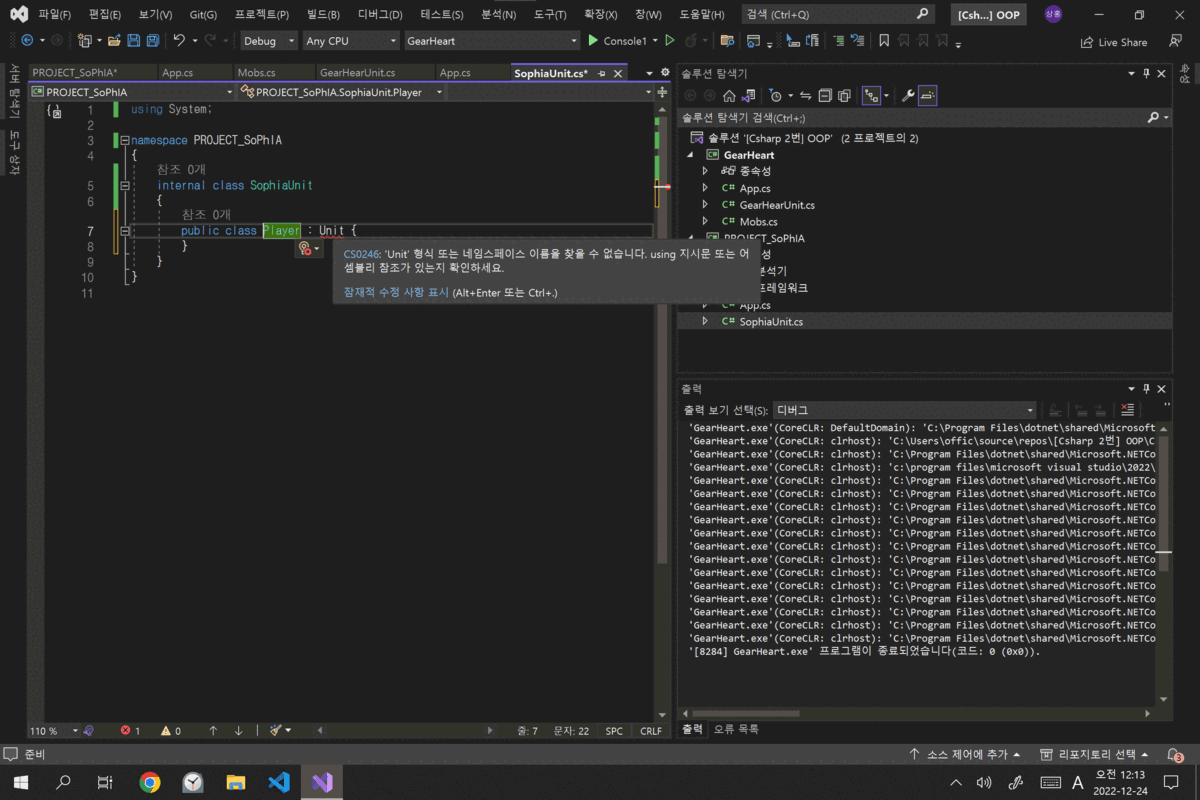 파일(F) 편집(E) 보기(V) Git(G) 프로젝트(P) 빌드(B) 디버그(D) 테스트(S) 분석(N) 도구(T) 확장(X) 창(W) 도움말(H) 검색 (Ctrl+Q) [Csh...] OOP 상훈
Debug Any CPU GearHeart Console1 Live Share
서버 탐색기
도구 상자
PROJECT_SoPhIA* App.cs Mobs.cs GearHearUnit.cs App.cs SophiaUnit.cs*
PROJECT_SoPhIA PROJECT_SoPhIA.SophiaUnit.Player
1 using System;
2
3 namespace PROJECT_SoPhIA
4 {
참조 0개
5 internal class SophiaUnit
6 {
참조 0개
7 public class Player : Unit {
8 }
9 }
10 }
11
CS0246: 'Unit' 형식 또는 네임스페이스 이름을 찾을 수 없습니다. using 지시문 또는 어
셈블리 참조가 있는지 확인하세요.
잠재적 수정 사항 표시 (Alt+Enter 또는 Ctrl+.)
110 % 1 0 줄: 7 문자: 22 SPC CRLF
솔루션 탐색기
솔루션 탐색기 검색(Ctrl+;)
솔루션 '[Csharp 2번] OOP' (2 프로젝트의 2)
GearHeart
종속성
C# App.cs
C# GearHearUnit.cs
C# Mobs.cs
PROJECT_SoPhIA
성
분석기
프레임워크
C# App.cs
C# SophiaUnit.cs
속성
출력
출력 보기 선택(S): 디버그
'GearHeart.exe'(CoreCLR: DefaultDomain): 'C:\Program Files\dotnet\shared\Microsoft
'GearHeart.exe'(CoreCLR: clrhost): 'C:\Users\offic\source\repos\[Csharp 2번] OOP\C
'GearHeart.exe'(CoreCLR: clrhost): 'C:\Program Files\dotnet\shared\Microsoft.NETCo
'GearHeart.exe'(CoreCLR: clrhost): 'c:\program files\microsoft visual studio\2022\
'GearHeart.exe'(CoreCLR: clrhost): 'C:\Program Files\dotnet\shared\Microsoft.NETCo
'GearHeart.exe'(CoreCLR: clrhost): 'C:\Program Files\dotnet\shared\Microsoft.NETCo
'GearHeart.exe'(CoreCLR: clrhost): 'C:\Program Files\dotnet\shared\Microsoft.NETCo
'GearHeart.exe'(CoreCLR: clrhost): 'C:\Program Files\dotnet\shared\Microsoft.NETCo
'GearHeart.exe'(CoreCLR: clrhost): 'C:\Program Files\dotnet\shared\Microsoft.NETCo
'GearHeart.exe'(CoreCLR: clrhost): 'C:\Program Files\dotnet\shared\Microsoft.NETCo
'GearHeart.exe'(CoreCLR: clrhost): 'C:\Program Files\dotnet\shared\Microsoft.NETCo
'GearHeart.exe'(CoreCLR: clrhost): 'C:\Program Files\dotnet\shared\Microsoft.NETCo
'GearHeart.exe'(CoreCLR: clrhost): 'C:\Program Files\dotnet\shared\Microsoft.NETCo
'GearHeart.exe'(CoreCLR: clrhost): 'C:\Program Files\dotnet\shared\Microsoft.NETCo
'GearHeart.exe'(CoreCLR: clrhost): 'C:\Program Files\dotnet\shared\Microsoft.NETCo
'GearHeart.exe'(CoreCLR: clrhost): 'C:\Program Files\dotnet\shared\Microsoft.NETCo
'GearHeart.exe'(CoreCLR: clrhost): 'C:\Program Files\dotnet\shared\Microsoft.NETCo
'[8284] GearHeart.exe' 프로그램이 종료되었습니다(코드: 0 (0x0)).
출력 오류 목록
준비 소스 제어에 추가 리포지토리 선택 3
A 오전 12:13
2022-12-24